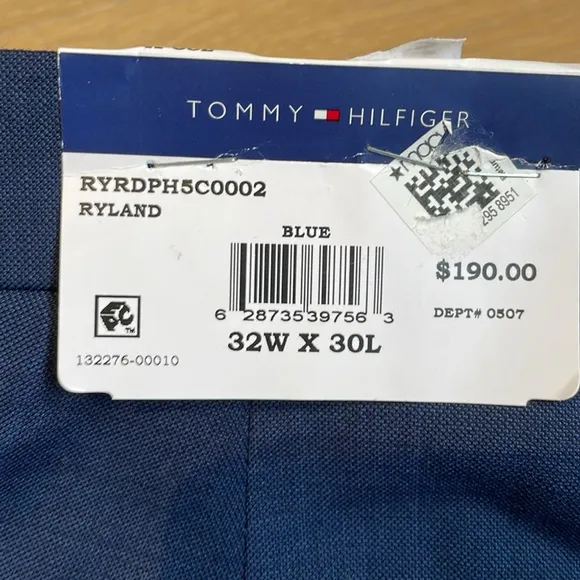 TOMMY HILFIGER
RYRDPH5C0002
RYLAND
BLUE
6 28735 39756 3
$190.00
DEPT# 0507
32W X 30L
132276-00010
295 8951